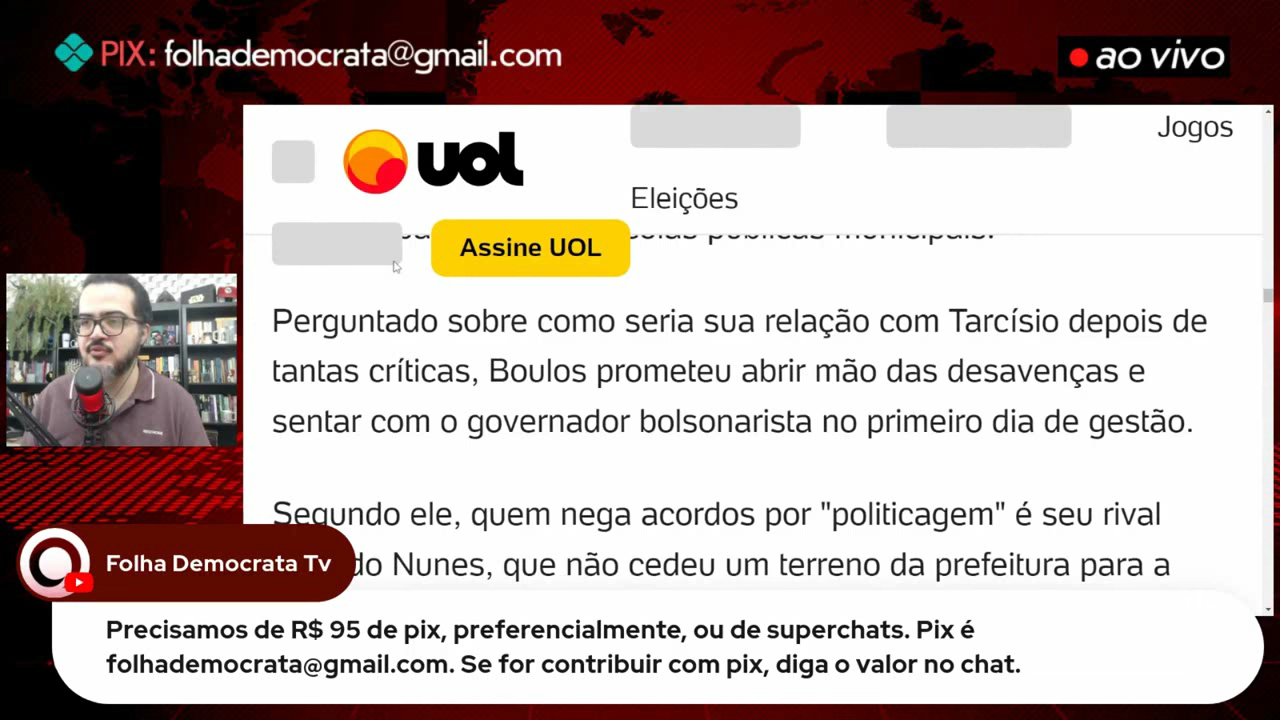 PIX: folhademocrata@gmail.com
ao vivo
uol
Jogos
Eleições
Assine UOL
públicas municipais.
Perguntado sobre como seria sua relação com Tarcísio depois de
tantas críticas, Boulos prometeu abrir mão das desavenças e
sentar com o governador bolsonarista no primeiro dia de gestão.
Segundo ele, quem nega acordos por "politicagem" é seu rival
Nunes, que não cedeu um terreno da prefeitura para a
Folha Democrata Tv
Precisamos de R$ 95 de pix, preferencialmente, ou de superchats. Pix é
folhademocrata@gmail.com. Se for contribuir com pix, diga o valor no chat.